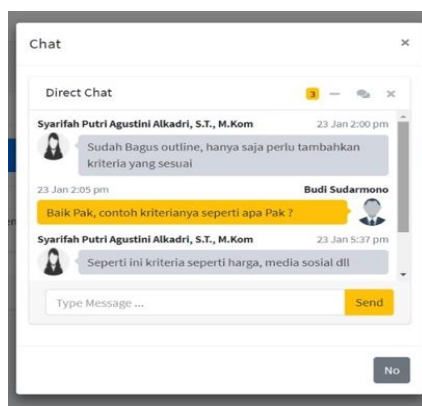 Chat ×
Direct Chat 3 − ×
Syarifah Putri Agustini Alkadri, S.T., M.Kom 23 Jan 2:00 pm
Sudah Bagus outline, hanya saja perlu tambahkan
kriteria yang sesuai
23 Jan 2:05 pm Budi Sudarmono
Baik Pak, contoh kriterianya seperti apa Pak ?
Syarifah Putri Agustini Alkadri, S.T., M.Kom 23 Jan 5:37 pm
Seperti ini kriteria seperti harga, media sosial dll
Type Message ... Send
No